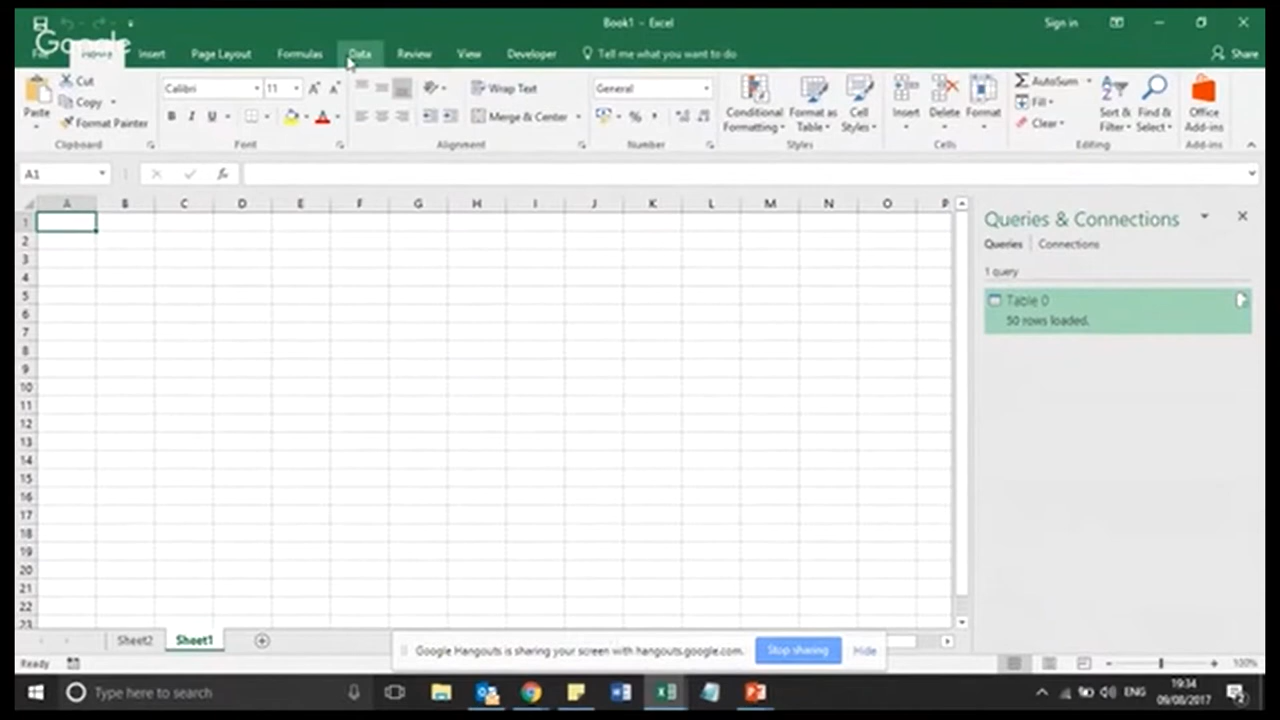 Book1 - Excel
Sign in
Google
File Home Insert Page Layout Formulas Data Review View Developer Tell me what you want to do
Share
Paste
Cut
Copy
Format Painter
Clipboard
Calibri 11
B I U
Font
Wrap Text
Merge & Center
Alignment
General
%
Number
Conditional Formatting
Format as Table
Cell Styles
Styles
Insert
Delete
Format
Cells
AutoSum
Fill
Clear
Sort & Filter
Find & Select
Editing
Office Add-ins
Add-ins
A1 fx
A B C D E F G H I J K L M N O P
1
2
3
4
5
6
7
8
9
10
11
12
13
14
15
16
17
18
19
20
21
22
23
Queries & Connections
Queries Connections
1 query
Table 0
50 rows loaded.
Sheet2 Sheet1
Google Hangouts is sharing your screen with hangouts.google.com. Stop sharing Hide
Ready 100%
Type here to search
ENG
19:34
09/08/2017